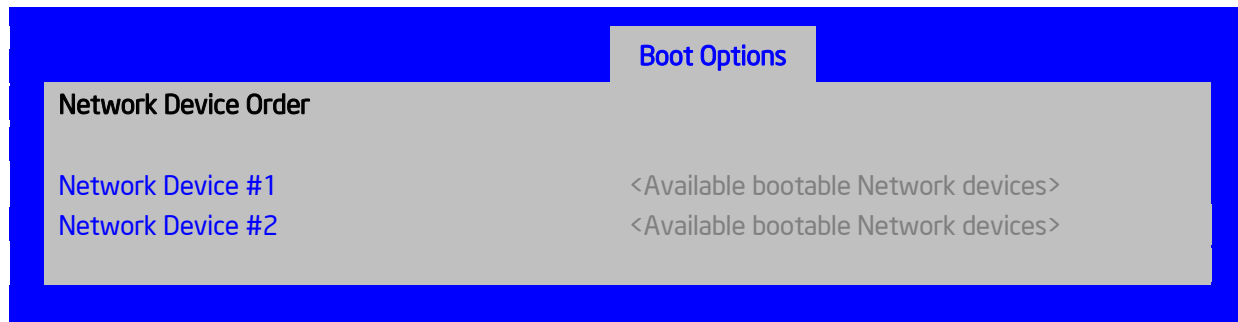 Boot Options
Network Device Order
Network Device #1 <Available bootable Network devices>
Network Device #2 <Available bootable Network devices>